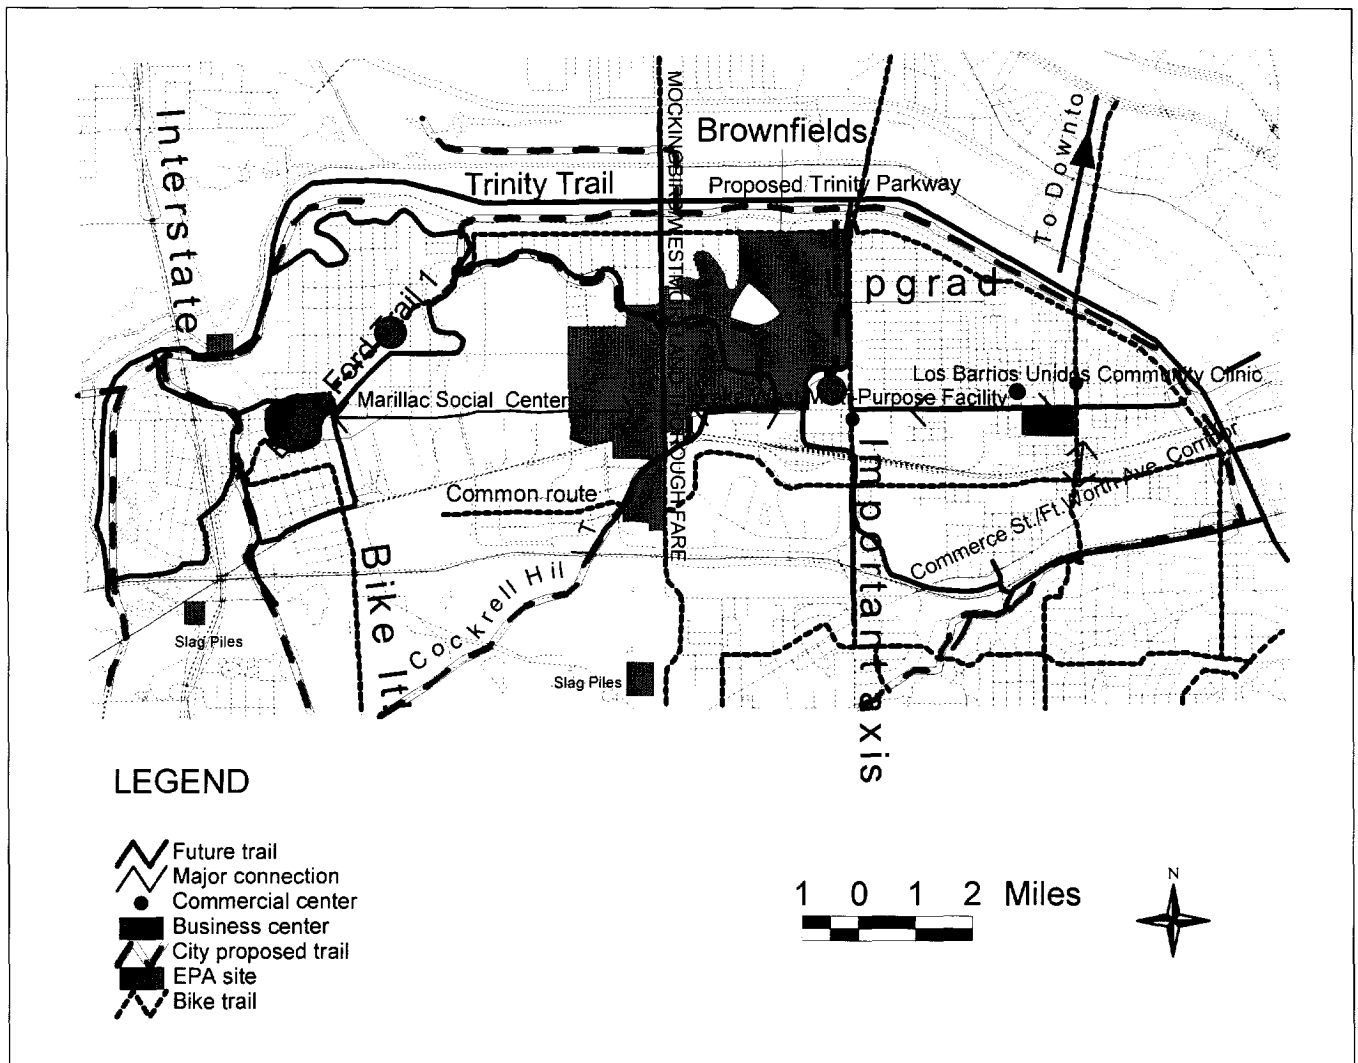 Interstate
MOCKINGBIRD/WESTMO
THROUGHFARE
Brownfields
Trinity Trail
Proposed Trinity Parkway
To Downto
pgrad
Ford Trail 1
Los Barrios Unidos Community Clinic
Marillac Social Center
-Purpose Facility
Common route
Commerce St./Ft. Worth Ave. Corridor
Bike It
Cockrell Hil
Important axis
Slag Piles
Slag Piles
LEGEND
Future trail
Major connection
Commercial center
Business center
City proposed trail
EPA site
Bike trail
1 0 1 2 Miles
N